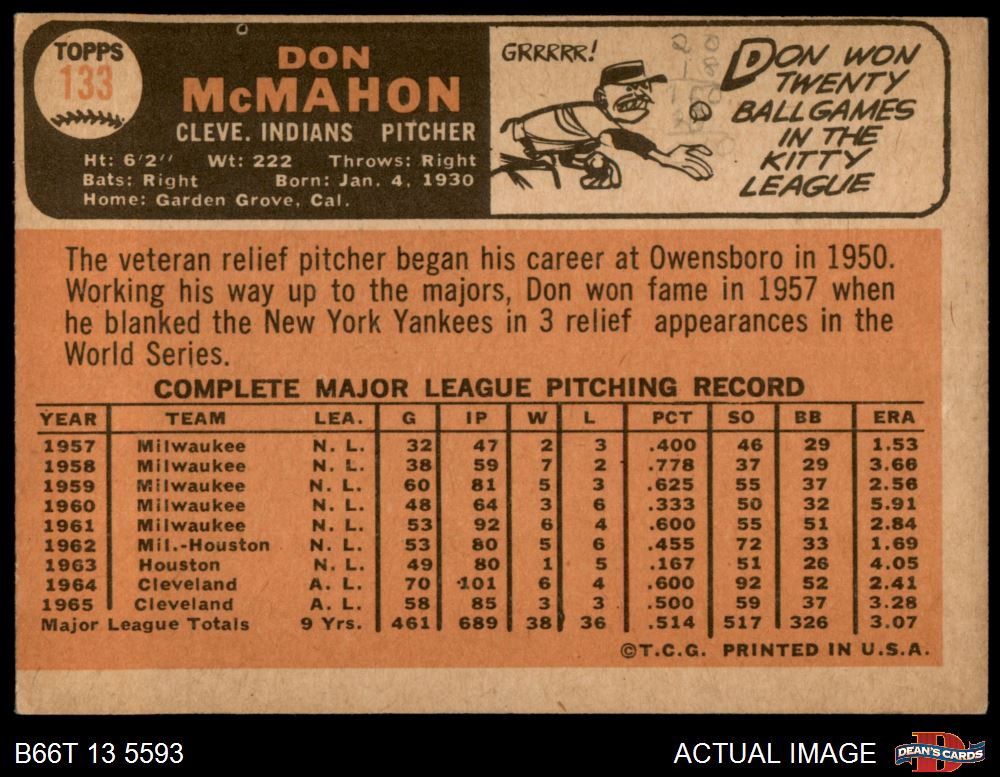 TOPPS
133
DON
McMAHON
CLEVE. INDIANS PITCHER
Ht: 6'2'' Wt: 222 Throws: Right
Bats: Right Born: Jan. 4, 1930
Home: Garden Grove, Cal.
GRRRRR!
DON WON
TWENTY
BALLGAMES
IN THE
KITTY
LEAGUE
The veteran relief pitcher began his career at Owensboro in 1950.
Working his way up to the majors, Don won fame in 1957 when
he blanked the New York Yankees in 3 relief appearances in the
World Series.
COMPLETE MAJOR LEAGUE PITCHING RECORD
YEAR TEAM LEA. G IP W L PCT SO BB ERA
1957 Milwaukee N. L. 32 47 2 3 .400 46 29 1.53
1958 Milwaukee N. L. 38 59 7 2 .778 37 29 3.66
1959 Milwaukee N. L. 60 81 5 3 .625 55 37 2.56
1960 Milwaukee N. L. 48 64 3 6 .333 50 32 5.91
1961 Milwaukee N. L. 53 92 6 4 .600 55 51 2.84
1962 Mil.-Houston N. L. 53 80 5 6 .455 72 33 1.69
1963 Houston N. L. 49 80 1 5 .167 51 26 4.05
1964 Cleveland A. L. 70 101 6 4 .600 92 52 2.41
1965 Cleveland A. L. 58 85 3 3 .500 59 37 3.28
Major League Totals 9 Yrs. 461 689 38 36 .514 517 326 3.07
©T.C.G. PRINTED IN U.S.A.
B66T 13 5593
ACTUAL IMAGE
DEAN'S CARDS